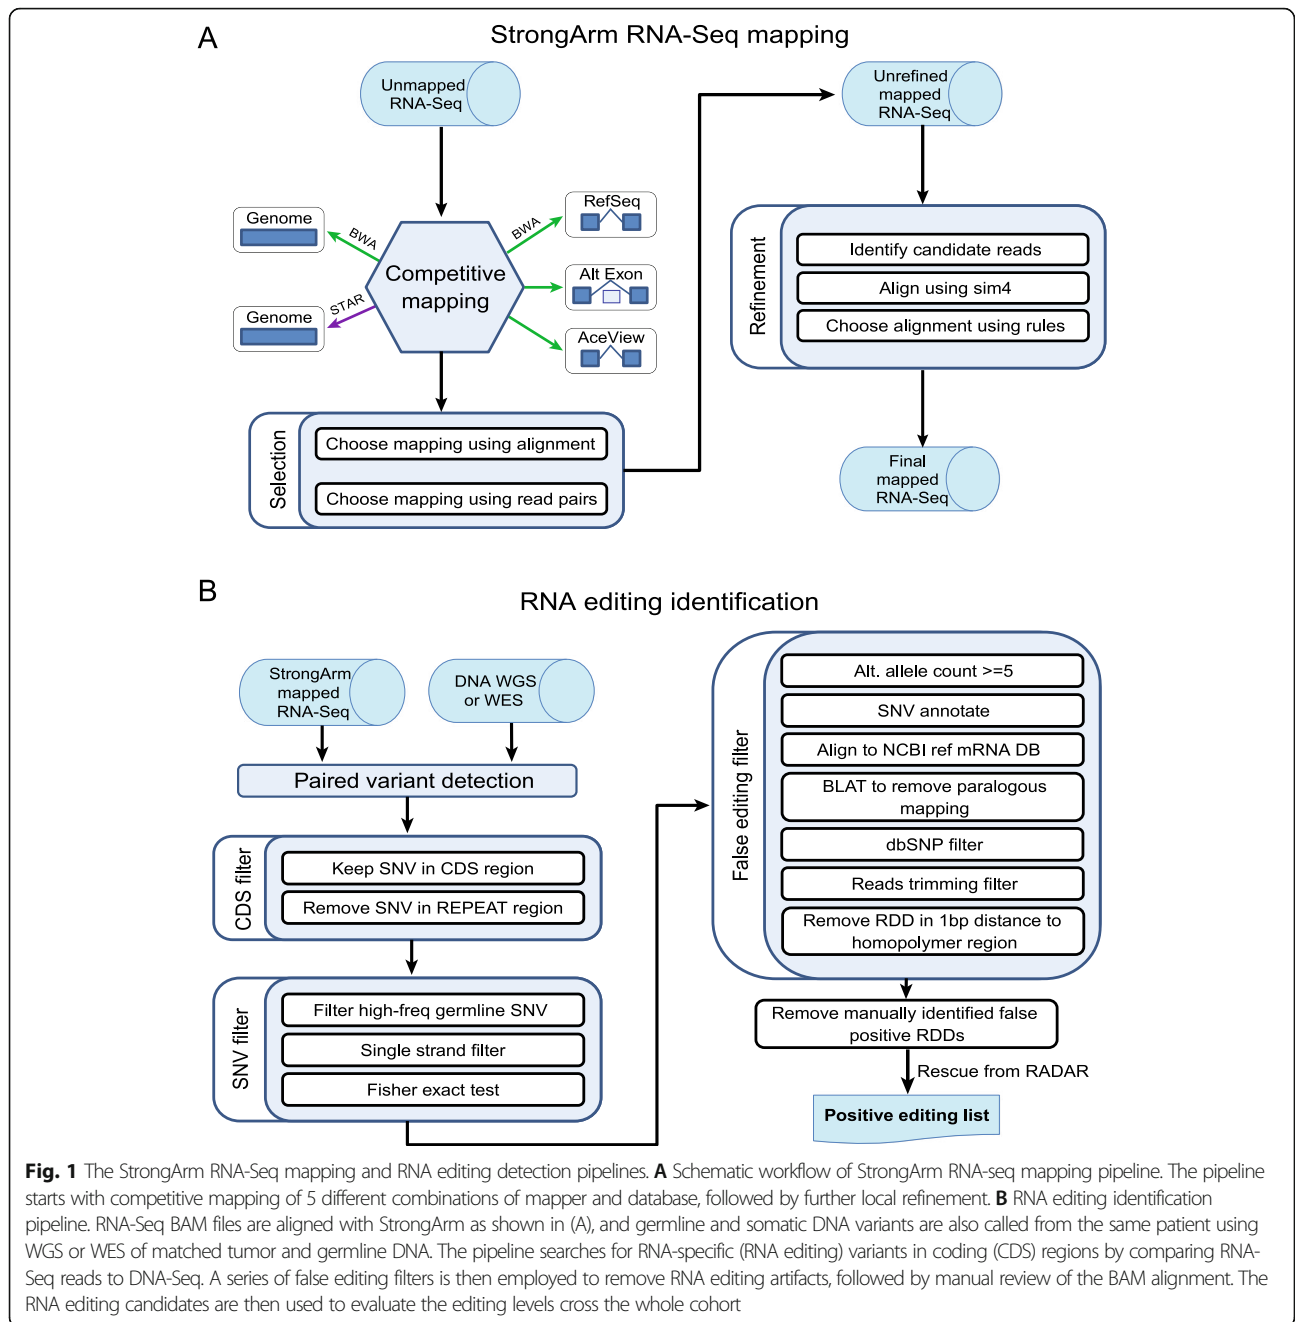 A
StrongArm RNA-Seq mapping
Unmapped
RNA-Seq
Genome
BWA
Genome
STAR
Competitive
mapping
BWA
RefSeq
Alt Exon
AceView
Selection
Choose mapping using alignment
Choose mapping using read pairs
Unrefined
mapped
RNA-Seq
Refinement
Identify candidate reads
Align using sim4
Choose alignment using rules
Final
mapped
RNA-Seq
B
RNA editing identification
StrongArm
mapped
RNA-Seq
DNA WGS
or WES
Paired variant detection
CDS filter
Keep SNV in CDS region
Remove SNV in REPEAT region
SNV filter
Filter high-freq germline SNV
Single strand filter
Fisher exact test
False editing filter
Alt. allele count >=5
SNV annotate
Align to NCBI ref mRNA DB
BLAT to remove paralogous
mapping
dbSNP filter
Reads trimming filter
Remove RDD in 1bp distance to
homopolymer region
Remove manually identified false
positive RDDs
Rescue from RADAR
Positive editing list
Fig. 1 The StrongArm RNA-Seq mapping and RNA editing detection pipelines. A Schematic workflow of StrongArm RNA-seq mapping pipeline. The pipeline
starts with competitive mapping of 5 different combinations of mapper and database, followed by further local refinement. B RNA editing identification
pipeline. RNA-Seq BAM files are aligned with StrongArm as shown in (A), and germline and somatic DNA variants are also called from the same patient using
WGS or WES of matched tumor and germline DNA. The pipeline searches for RNA-specific (RNA editing) variants in coding (CDS) regions by comparing RNA-
Seq reads to DNA-Seq. A series of false editing filters is then employed to remove RNA editing artifacts, followed by manual review of the BAM alignment. The
RNA editing candidates are then used to evaluate the editing levels cross the whole cohort